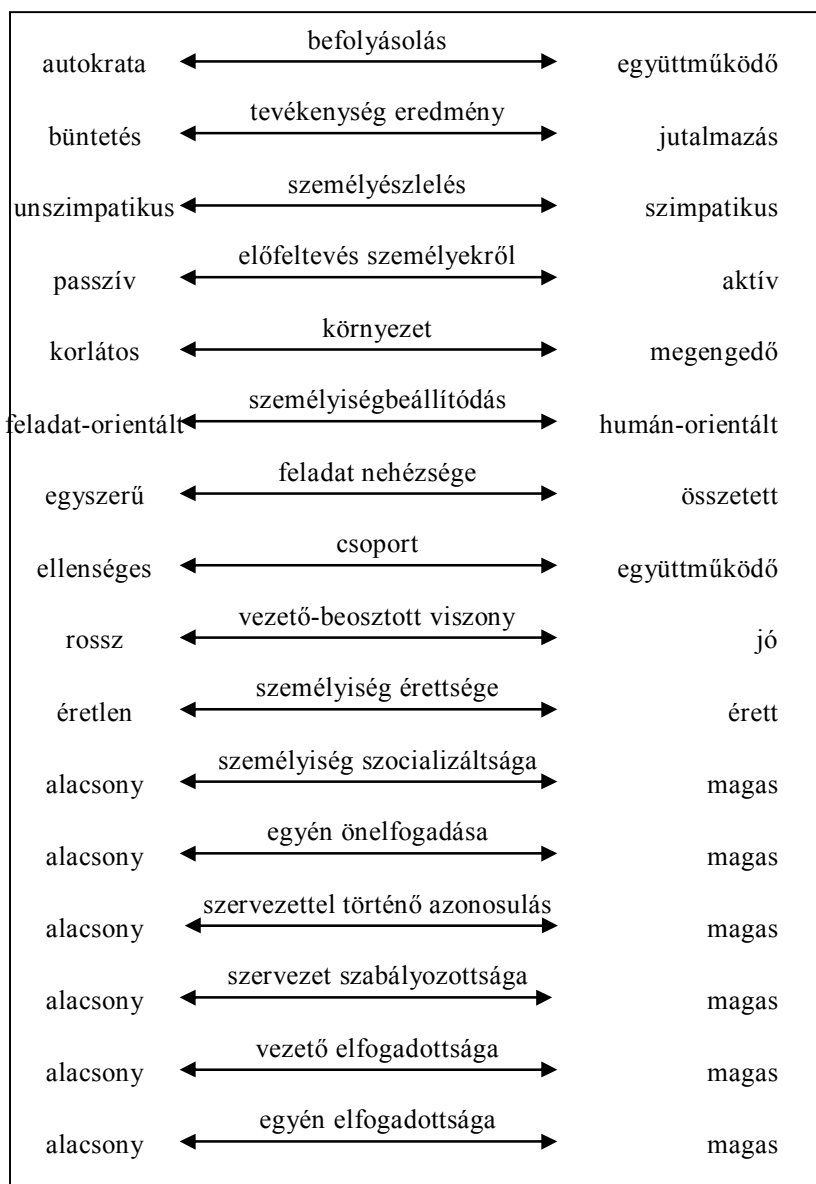 befolyásolás
autokrata együttműködő
tevékenység eredmény
büntetés jutalmazás
személyészlelés
unszimpatikus szimpatikus
előfeltevés személyekről
passzív aktív
környezet
korlátos megengedő
személyiségbeállítódás
feladat-orientált humán-orientált
feladat nehézsége
egyszerű összetett
csoport
ellenséges együttműködő
vezető-beosztott viszony
rossz jó
személyiség érettsége
éretlen érett
személyiség szocializáltsága
alacsony magas
egyén önelfogadása
alacsony magas
szervezettel történő azonosulás
alacsony magas
szervezet szabályozottsága
alacsony magas
vezető elfogadottsága
alacsony magas
egyén elfogadottsága
alacsony magas